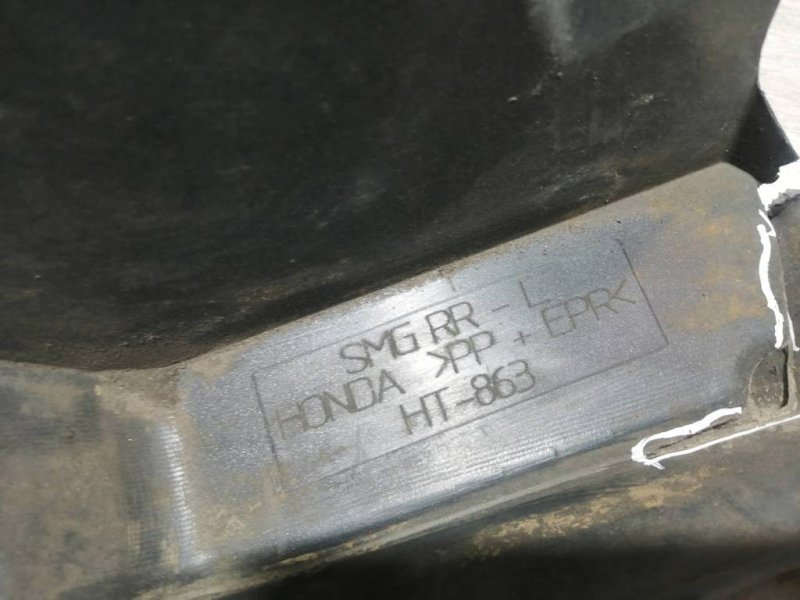 SMG RR - L
HONDA >PP + EPR<
HT-863